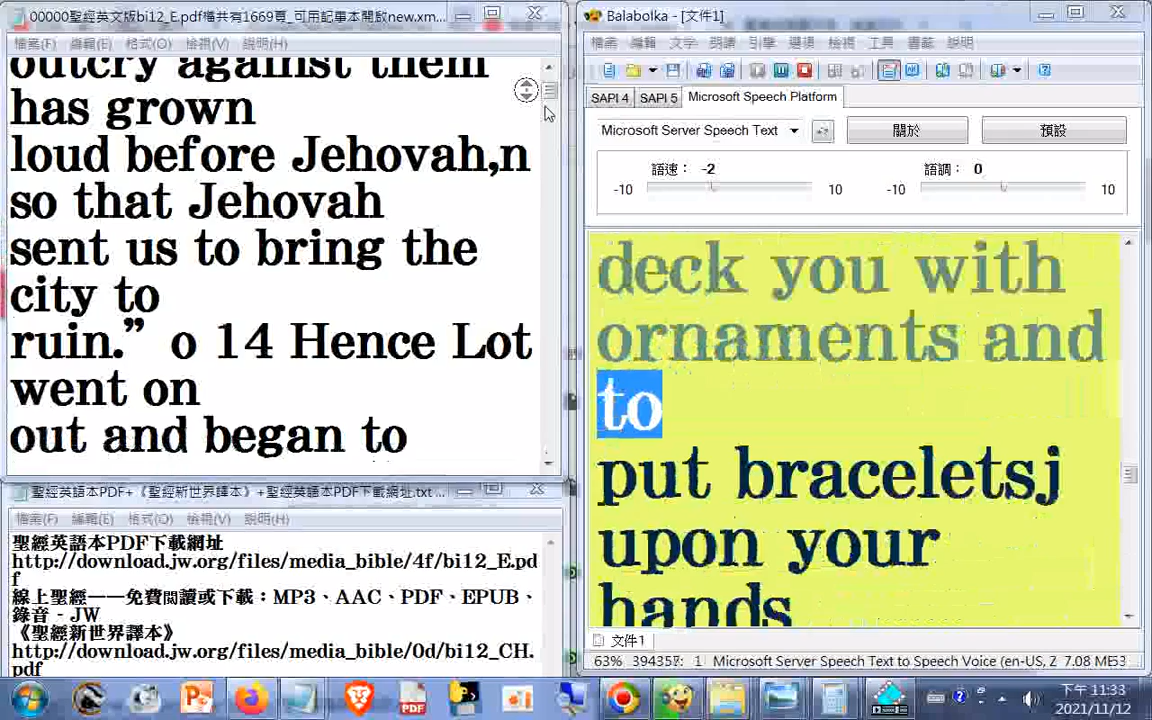 00000聖經英文版bi12_E.pdf檔共有1669頁_可用記事本開啟new.xm...
檔案(F) 編輯(E) 格式(O) 檢視(V) 說明(H)
outcry against them
has grown
loud before Jehovah,n
so that Jehovah
sent us to bring the
city to
ruin.” o 14 Hence Lot
went on
out and began to
聖經英語本PDF+《聖經新世界譯本》+聖經英語本PDF下載網址.txt ...
檔案(F) 編輯(E) 格式(O) 檢視(V) 說明(H)
聖經英語本PDF下載網址
http://download.jw.org/files/media_bible/4f/bi12_E.pd
f
線上聖經——免費閱讀或下載：MP3、AAC、PDF、EPUB、
錄音 - JW
《聖經新世界譯本》
http://download.jw.org/files/media_bible/0d/bi12_CH.
pdf
Balabolka - [文件1]
檔案 編輯 文字 朗讀 引擎 選項 檢視 工具 書籤 說明
SAPI 4 SAPI 5 Microsoft Speech Platform
Microsoft Server Speech Text 關於 預設
語速： -2 語調： 0
-10 10 -10 10
deck you with
ornaments and
to
put braceletsj
upon your
hands
文件1
63% 394357: 1 Microsoft Server Speech Text to Speech Voice (en-US, Z 7.08 MB
下午 11:33
2021/11/12